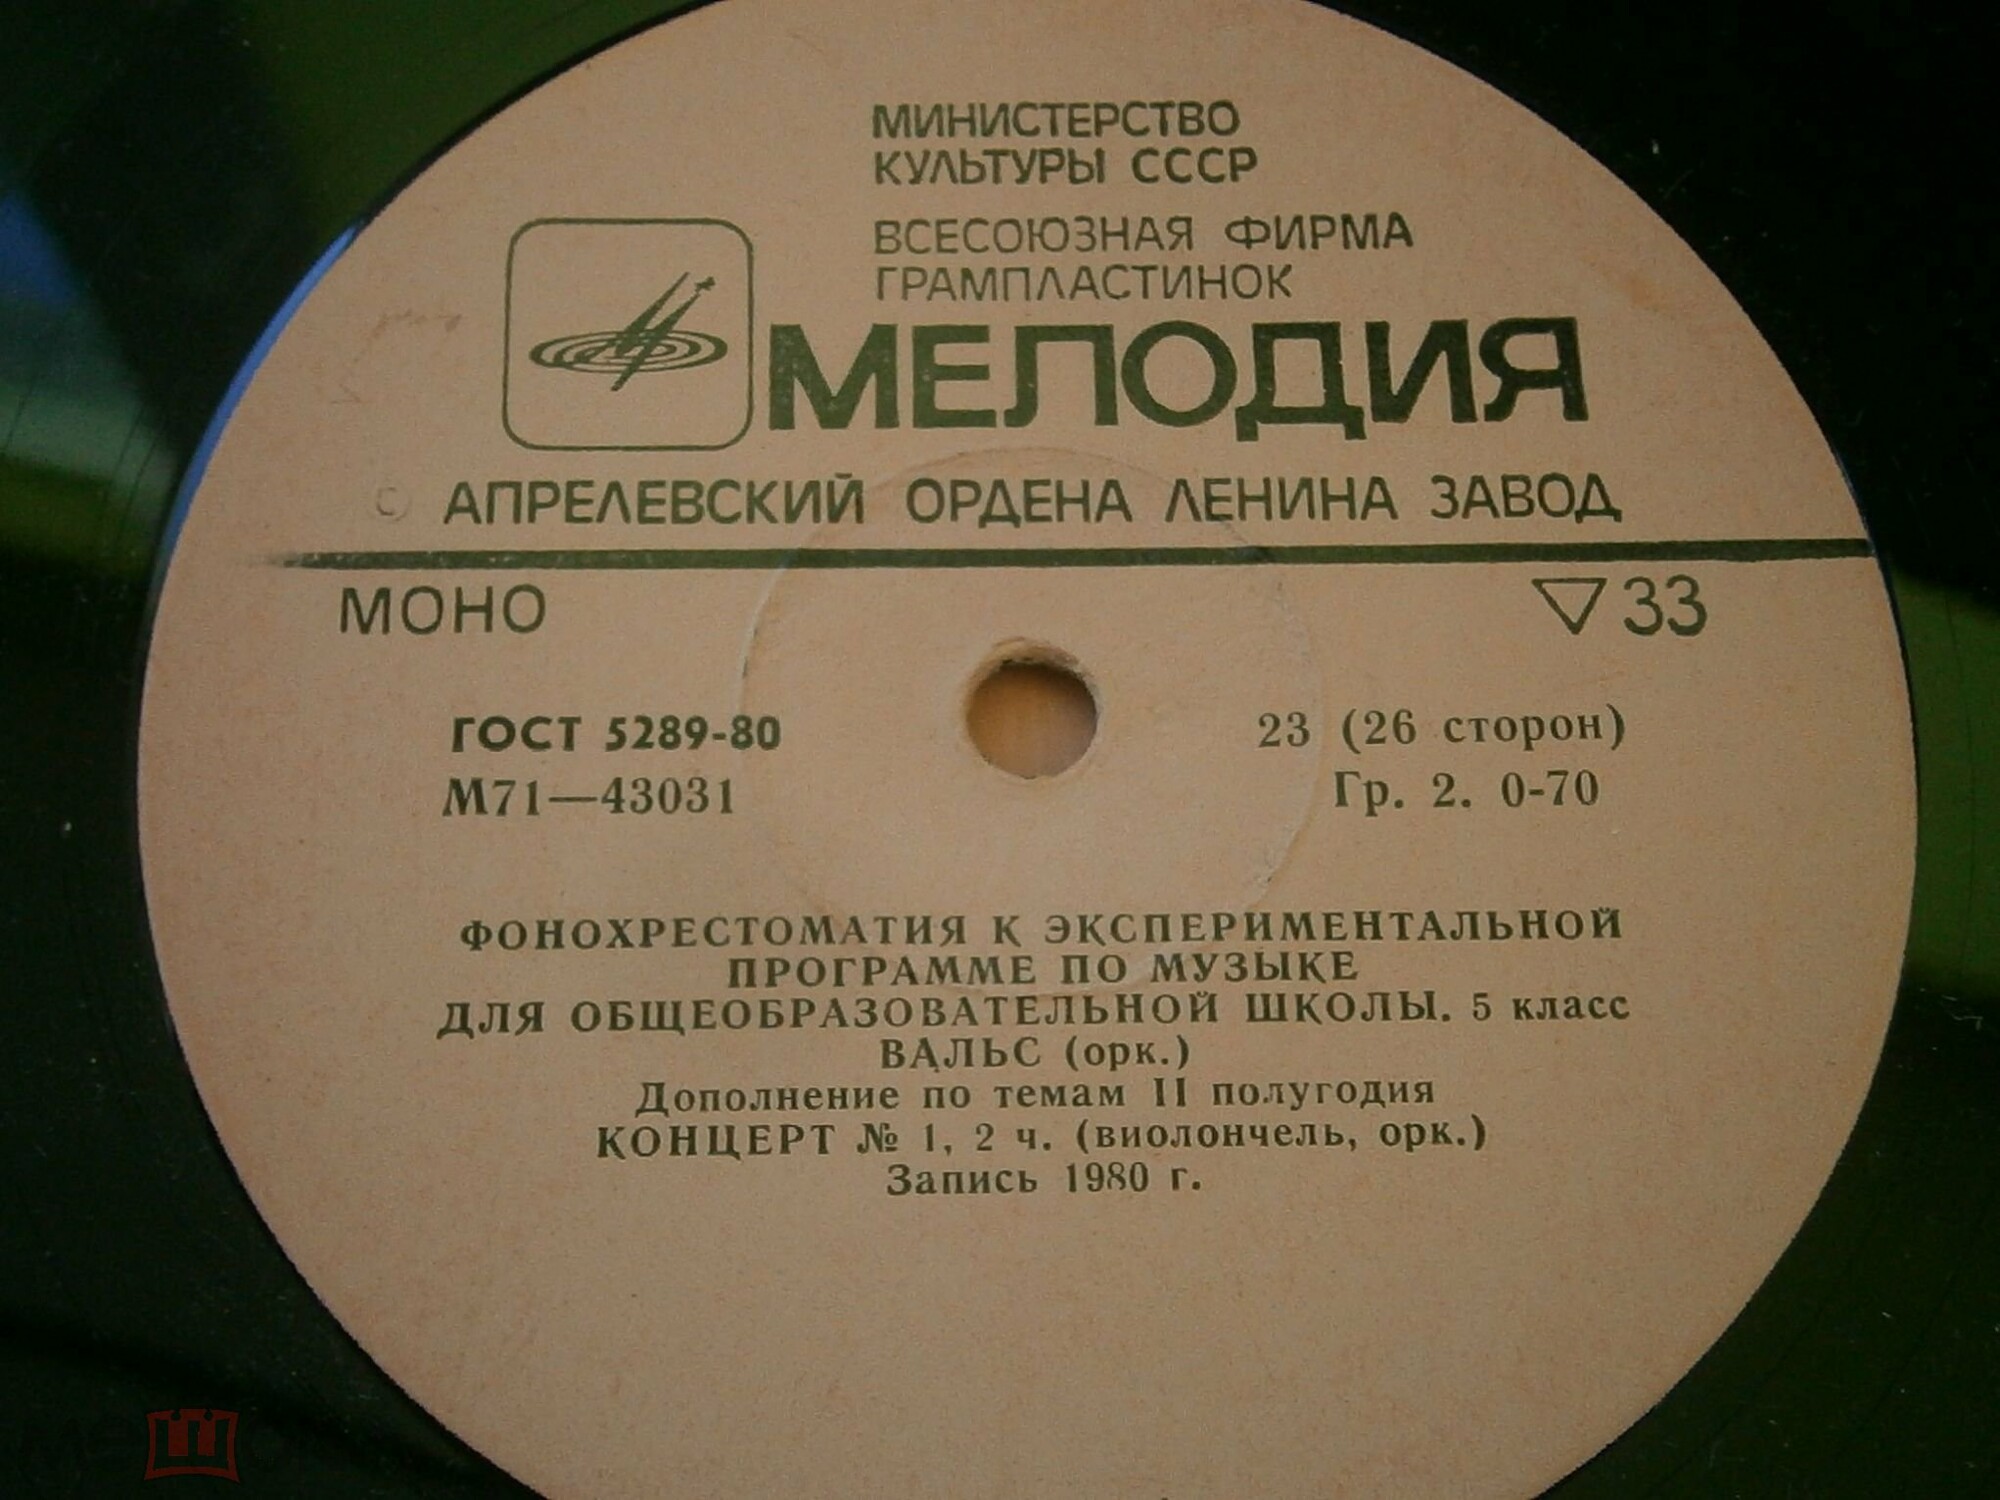 МИНИСТЕРСТВО
КУЛЬТУРЫ СССР
ВСЕСОЮЗНАЯ ФИРМА
ГРАМПЛАСТИНОК
МЕЛОДИЯ
АПРЕЛЕВСКИЙ ОРДЕНА ЛЕНИНА ЗАВОД
МОНО ▽33
ГОСТ 5289-80 23 (26 сторон)
М71—43031 Гр. 2. 0-70
ФОНОХРЕСТОМАТИЯ К ЭКСПЕРИМЕНТАЛЬНОЙ
ПРОГРАММЕ ПО МУЗЫКЕ
ДЛЯ ОБЩЕОБРАЗОВАТЕЛЬНОЙ ШКОЛЫ. 5 класс
ВАЛЬС (орк.)
Дополнение по темам II полугодия
КОНЦЕРТ № 1, 2 ч. (виолончель, орк.)
Запись 1980 г.